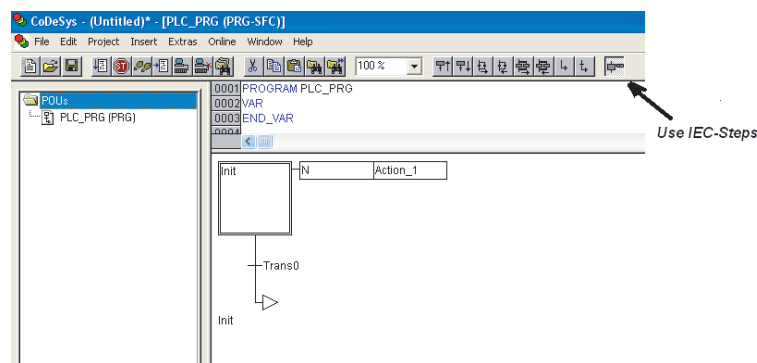 CoDeSys - (Untitled)* - [PLC_PRG (PRG-SFC)]
File Edit Project Insert Extras Online Window Help
100 %
POUs
PLC_PRG (PRG)
0001 PROGRAM PLC_PRG
0002 VAR
0003 END_VAR
0004
Use IEC-Steps
Init
N Action_1
Trans0
Init